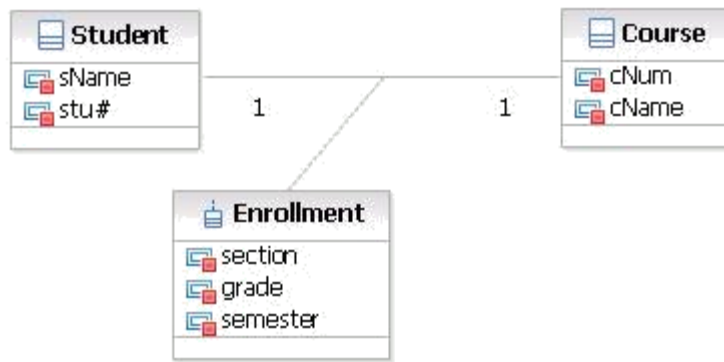 Student
sName
stu#
Course
cNum
cName
1
1
Enrollment
section
grade
semester